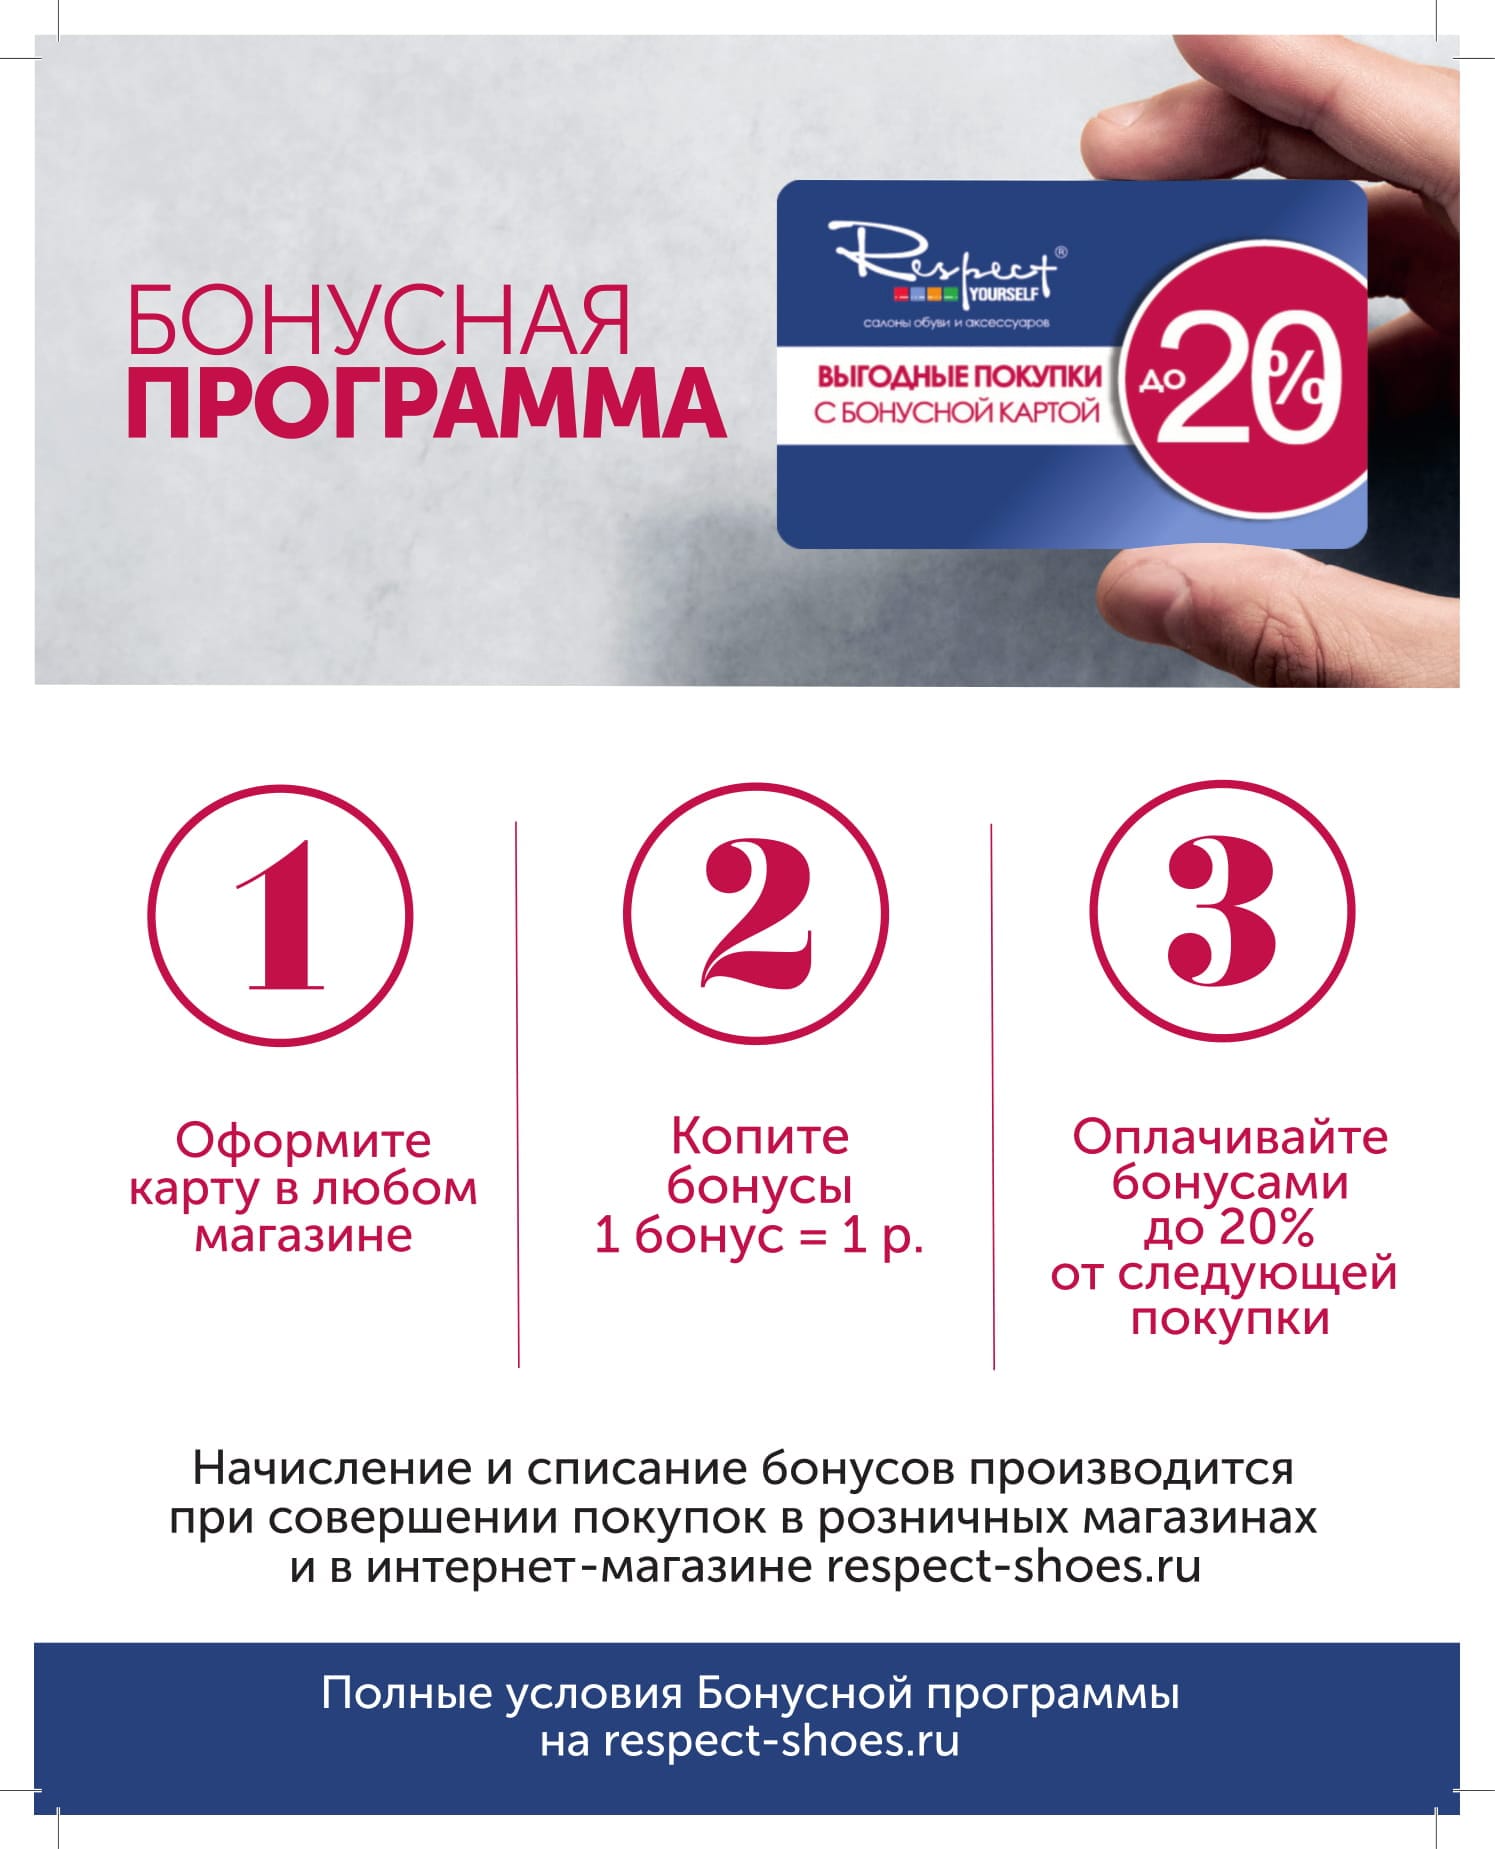 БОНУСНАЯ
ПРОГРАММА
Respect®
YOURSELF
салоны обуви и аксессуаров
ВЫГОДНЫЕ ПОКУПКИ
С БОНУСНОЙ КАРТОЙ
ДО 20%
1
Оформите
карту в любом
магазине
2
Копите
бонусы
1 бонус = 1 р.
3
Оплачивайте
бонусами
до 20%
от следующей
покупки
Начисление и списание бонусов производится
при совершении покупок в розничных магазинах
и в интернет-магазине respect-shoes.ru
Полные условия Бонусной программы
на respect-shoes.ru